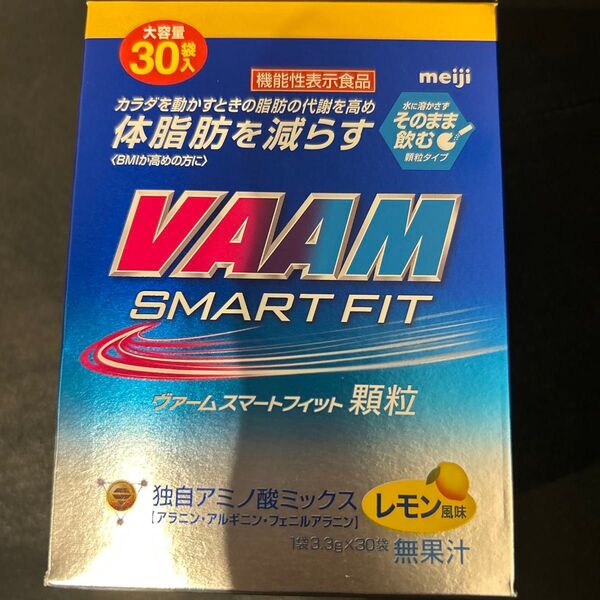 大容量
30袋入
機能性表示食品
meiji
カラダを動かすときの脂肪の代謝を高め
体脂肪を減らす
〈BMIが高めの方に〉
水に溶かさず
そのまま
飲む
顆粒タイプ
VAAM
SMART FIT
ヴァームスマートフィット 顆粒
独自アミノ酸ミックス
【アラニン・アルギニン・フェニルアラニン】
レモン風味
1袋3.3g×30袋
無果汁